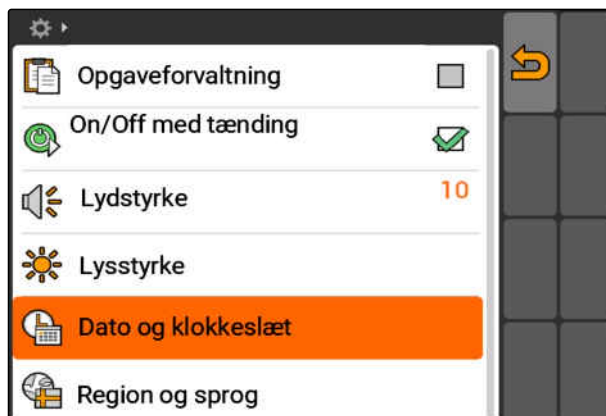 Opgaveforvaltning
On/Off med tænding
Lydstyrke 10
Lysstyrke
Dato og klokkeslæt
Region og sprog